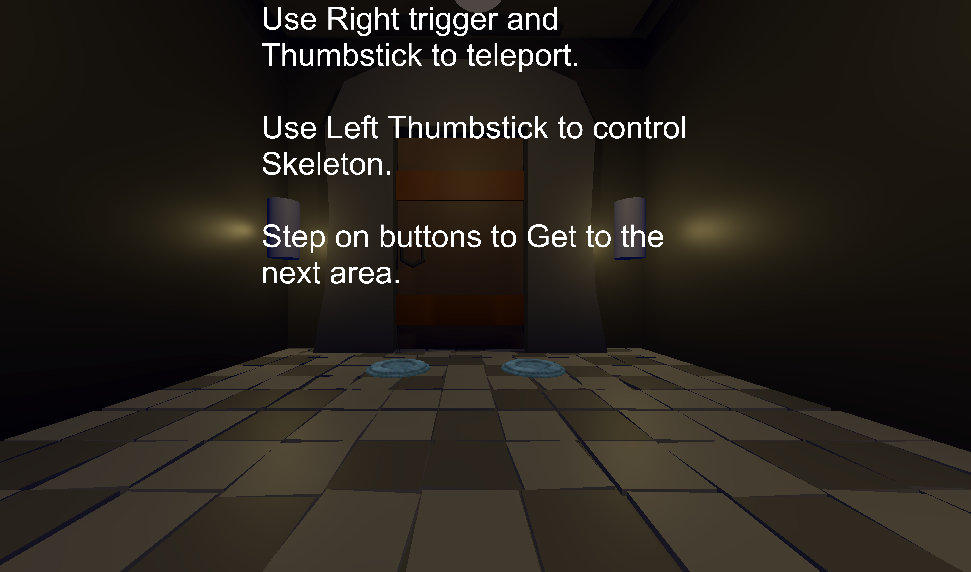 Use Right trigger and
Thumbstick to teleport.
Use Left Thumbstick to control
Skeleton.
Step on buttons to Get to the
next area.